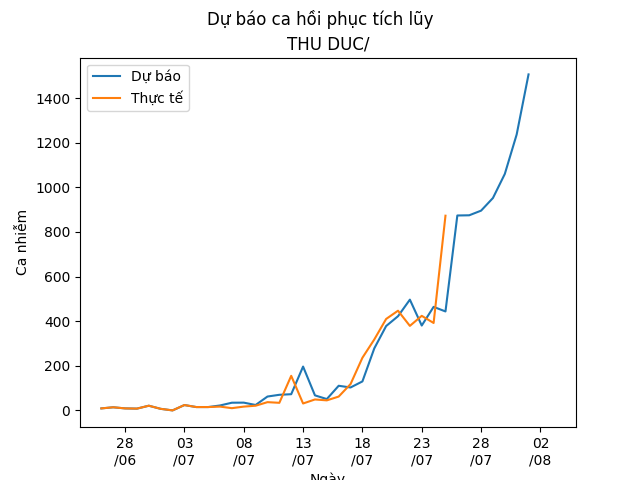 Dự báo ca hồi phục tích lũy
THU DUC/
Dự báo
Thực tế
Ca nhiễm
1400
1200
1000
800
600
400
200
0
28 03 08 13 18 23 28 02
/06 /07 /07 /07 /07 /07 /07 /08
Ngày